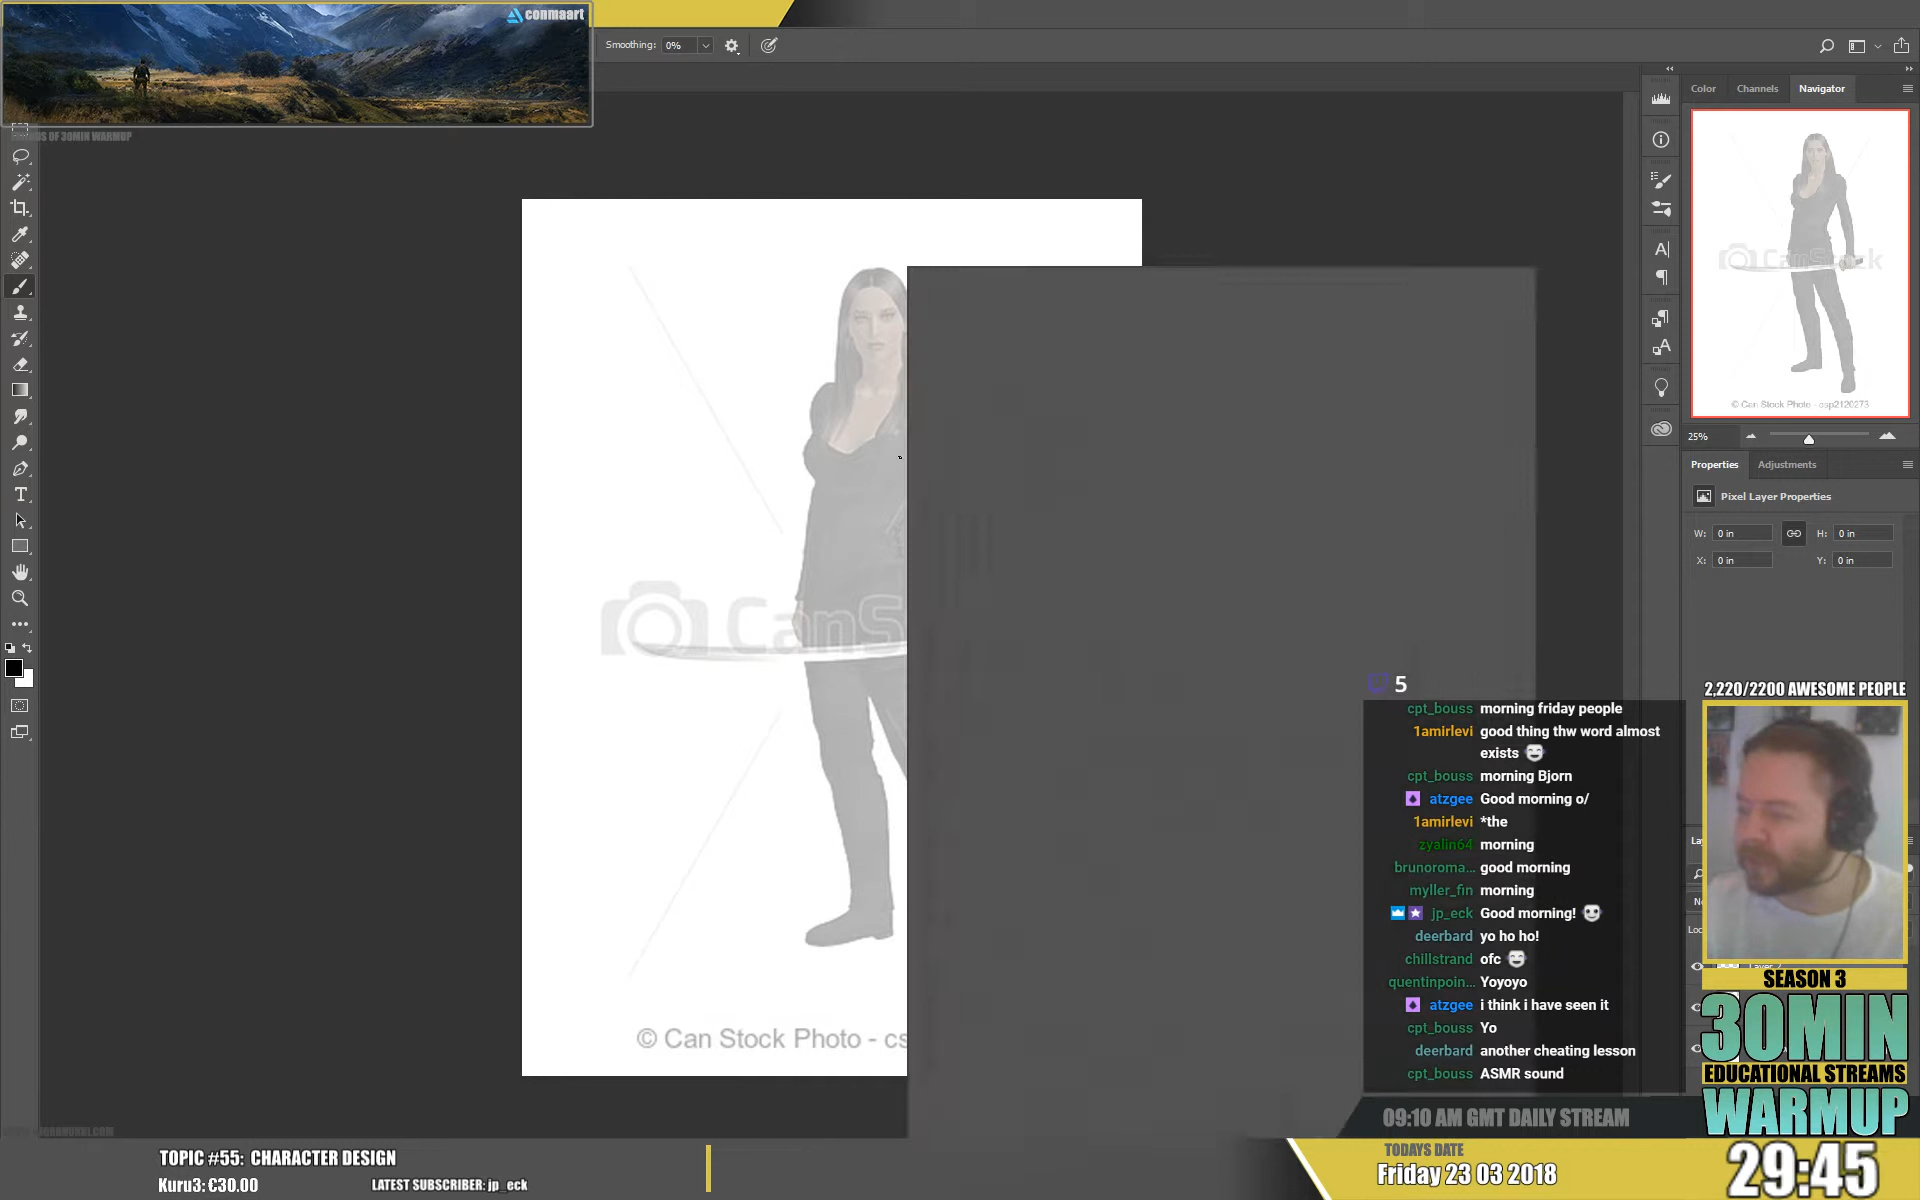 conmaart
Smoothing: 0%
OF 30MIN WARMUP
Color Channels Navigator
CanStock
© Can Stock Photo - csp2120273
25%
Properties Adjustments
Pixel Layer Properties
W: 0 in H: 0 in
X: 0 in Y: 0 in
CanS
© Can Stock Photo - cs
5
cpt_bouss morning friday people
1amirlevi good thing thw word almost
exists
cpt_bouss morning Bjorn
atzgee Good morning o/
1amirlevi *the
zyalin64 morning
brunoroma... good morning
myller_fin morning
jp_eck Good morning!
deerbard yo ho ho!
chillstrand ofc
quentinpoin... Yoyoyo
atzgee i think i have seen it
cpt_bouss Yo
deerbard another cheating lesson
cpt_bouss ASMR sound
2,220/2200 AWESOME PEOPLE
SEASON 3
30MIN
EDUCATIONAL STREAMS
WARMUP
29:45
09:10 AM GMT DAILY STREAM
TODAYS DATE
Friday 23 03 2018
TOPIC #55: CHARACTER DESIGN
Kuru3: €30.00
LATEST SUBSCRIBER: jp_eck